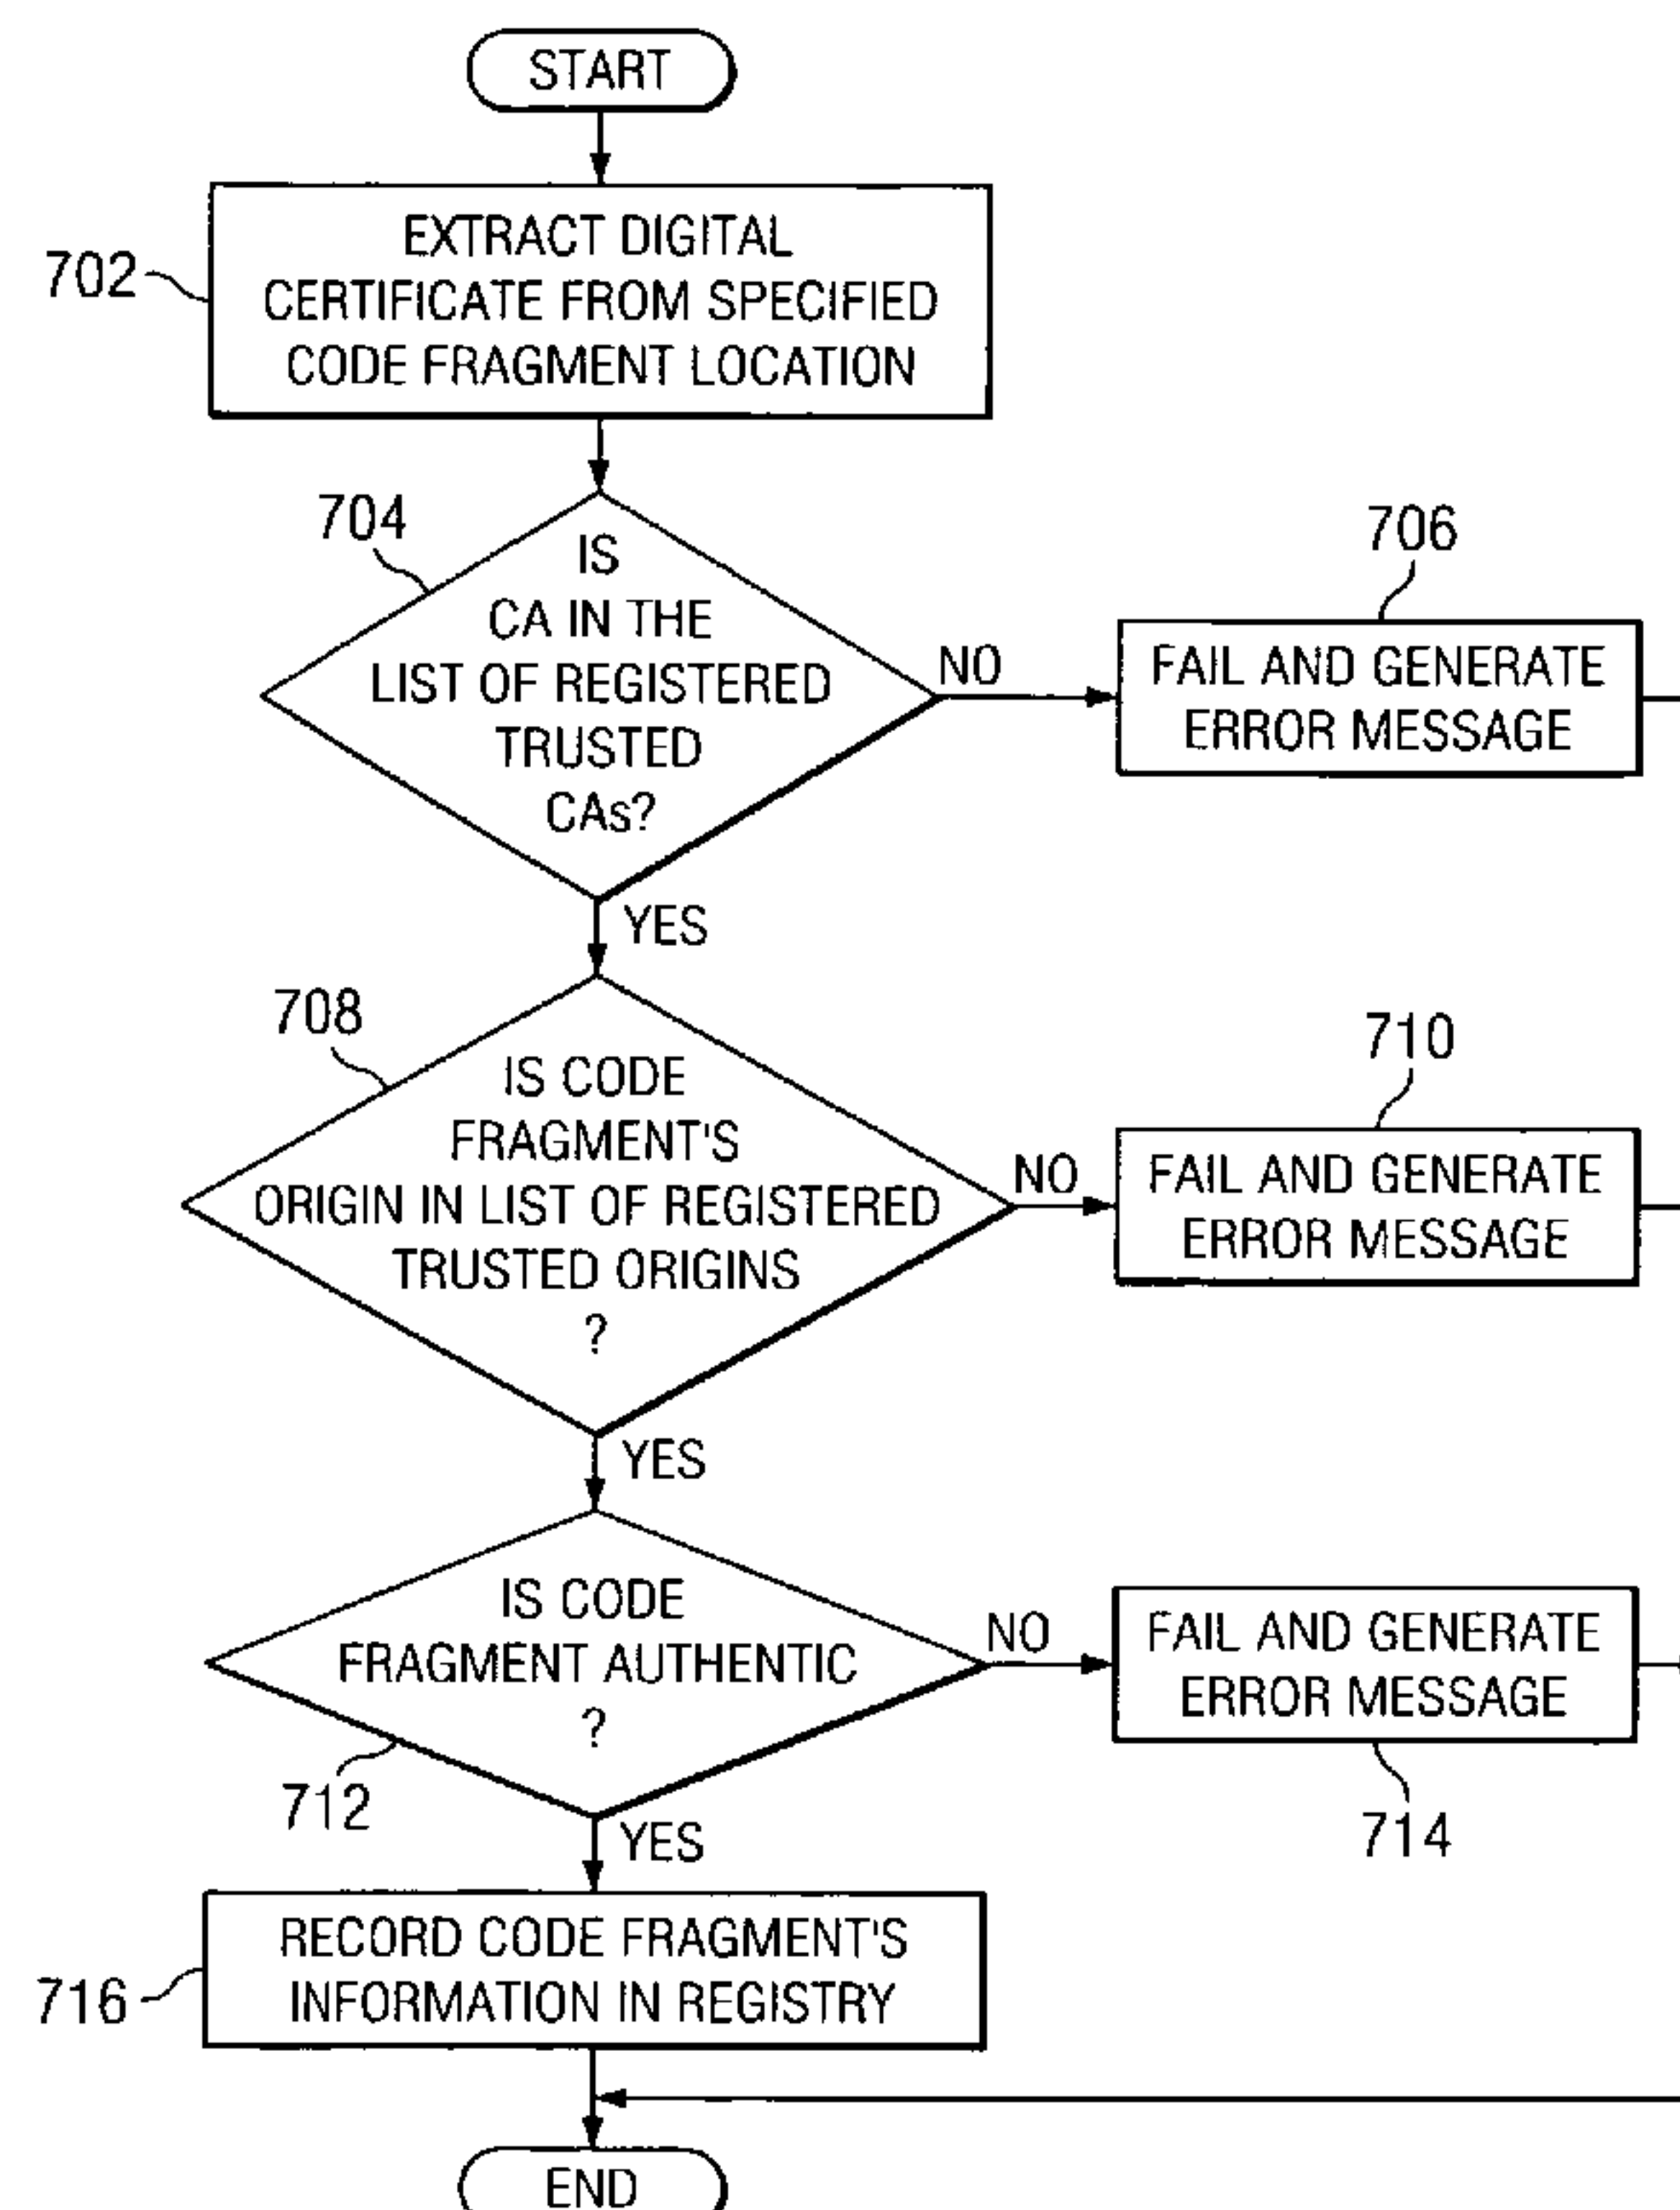 START
702
EXTRACT DIGITAL
CERTIFICATE FROM SPECIFIED
CODE FRAGMENT LOCATION
704
IS
CA IN THE
LIST OF REGISTERED
TRUSTED
CAs?
NO
706
FAIL AND GENERATE
ERROR MESSAGE
YES
708
IS CODE
FRAGMENT'S
ORIGIN IN LIST OF REGISTERED
TRUSTED ORIGINS
?
NO
710
FAIL AND GENERATE
ERROR MESSAGE
YES
IS CODE
FRAGMENT AUTHENTIC
?
712
NO
FAIL AND GENERATE
ERROR MESSAGE
714
YES
716
RECORD CODE FRAGMENT'S
INFORMATION IN REGISTRY
END